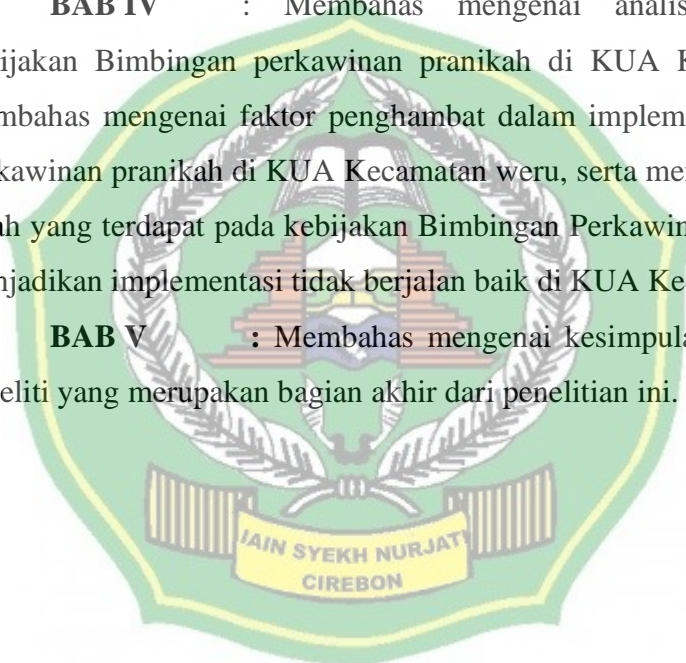 BAB IV : Membahas mengenai analis
ijakan Bimbingan perkawinan pranikah di KUA K
mbahas mengenai faktor penghambat dalam implem
kawinan pranikah di KUA Kecamatan weru, serta me
ah yang terdapat pada kebijakan Bimbingan Perkawin
njadikan implementasi tidak berjalan baik di KUA Ke
BAB V : Membahas mengenai kesimpula
eliti yang merupakan bagian akhir dari penelitian ini.
IAIN SYEKH NURJATI
CIREBON